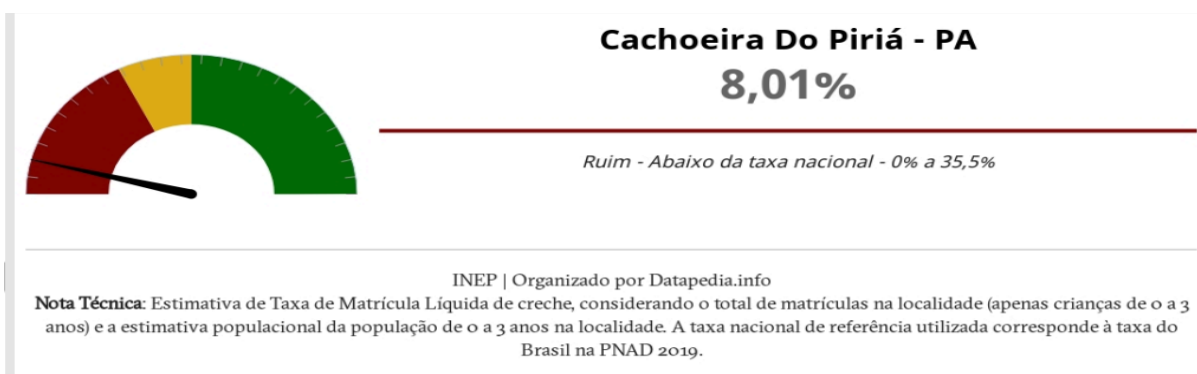 Cachoeira Do Piriá - PA
8,01%
Ruim - Abaixo da taxa nacional - 0% a 35,5%
INEP | Organizado por Datapedia.info
Nota Técnica: Estimativa de Taxa de Matrícula Líquida de creche, considerando o total de matrículas na localidade (apenas crianças de 0 a 3
anos) e a estimativa populacional da população de 0 a 3 anos na localidade. A taxa nacional de referência utilizada corresponde à taxa do
Brasil na PNAD 2019.